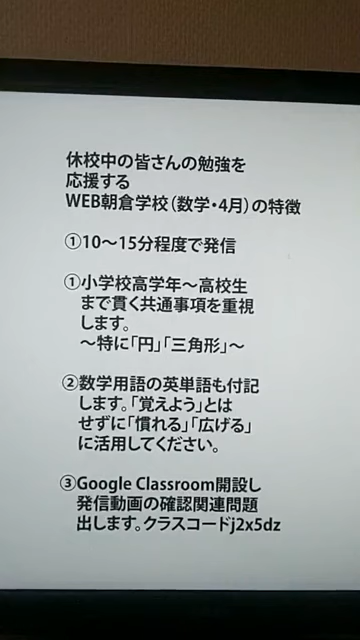 休校中の皆さんの勉強を
応援する
WEB朝倉学校（数学・4月）の特徴
①10～15分程度で発信
①小学校高学年～高校生
まで貫く共通事項を重視
します。
～特に「円」「三角形」～
②数学用語の英単語も付記
します。「覚えよう」とは
せずに「慣れる」「広げる」
に活用してください。
③Google Classroom開設し
発信動画の確認関連問題
出します。クラスコードj2x5dz